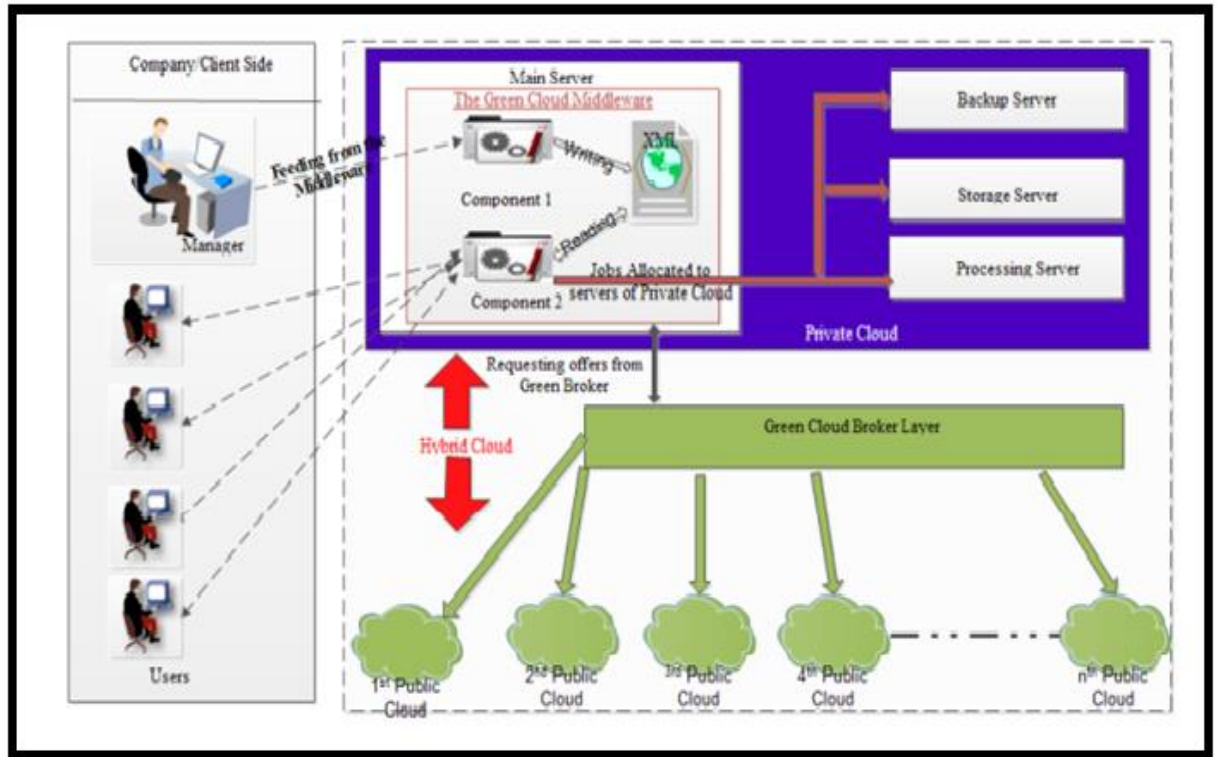 Company/Client Side
Manager
Users
Feeding from the
Middleware
Main Server
The Green Cloud Middleware
Component 1
Writing
XML
Reading
Component 2
Jobs Allocated to
servers of Private Cloud
Backup Server
Storage Server
Processing Server
Private Cloud
Requesting offers from
Green Broker
Hybrid Cloud
Green Cloud Broker Layer
1st Public
Cloud
2nd Public
Cloud
3rd Public
Cloud
4th Public
Cloud
nth Public
Cloud